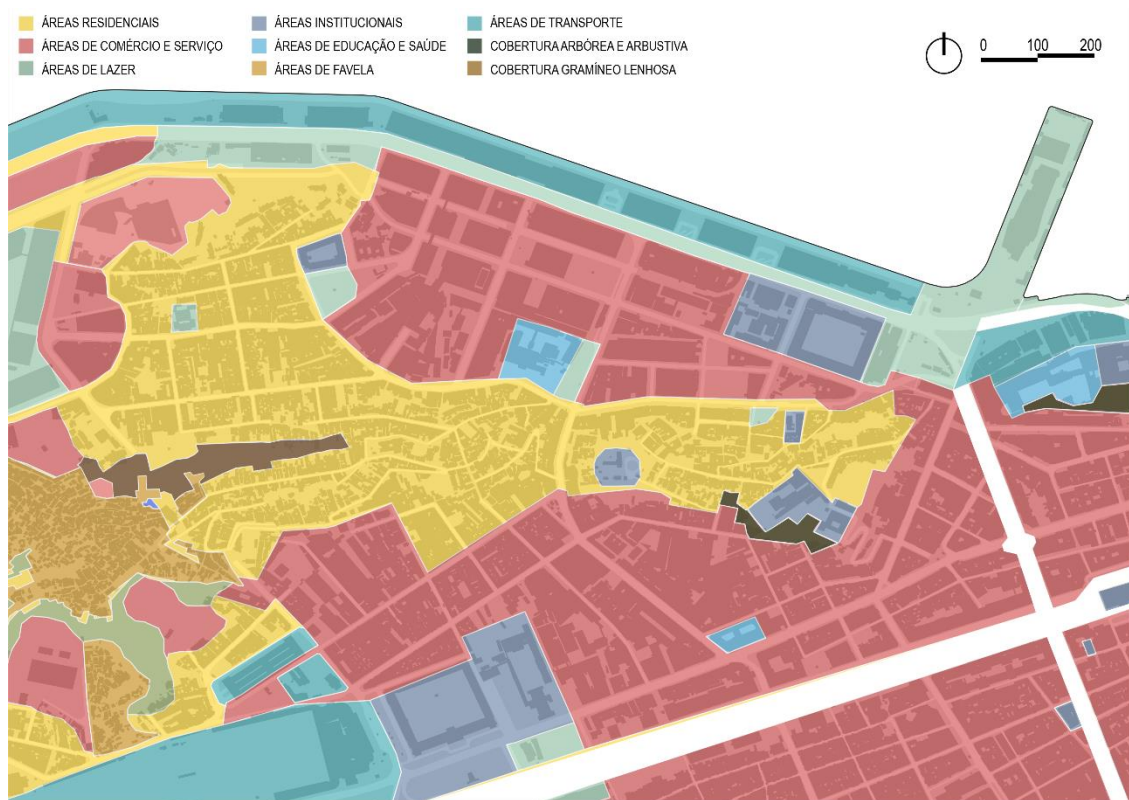 ÁREAS RESIDENCIAIS
ÁREAS DE COMÉRCIO E SERVIÇO
ÁREAS DE LAZER
ÁREAS INSTITUCIONAIS
ÁREAS DE EDUCAÇÃO E SAÚDE
ÁREAS DE FAVELA
ÁREAS DE TRANSPORTE
COBERTURA ARBÓREA E ARBUSTIVA
COBERTURA GRAMÍNEO LENHOSA
0 100 200